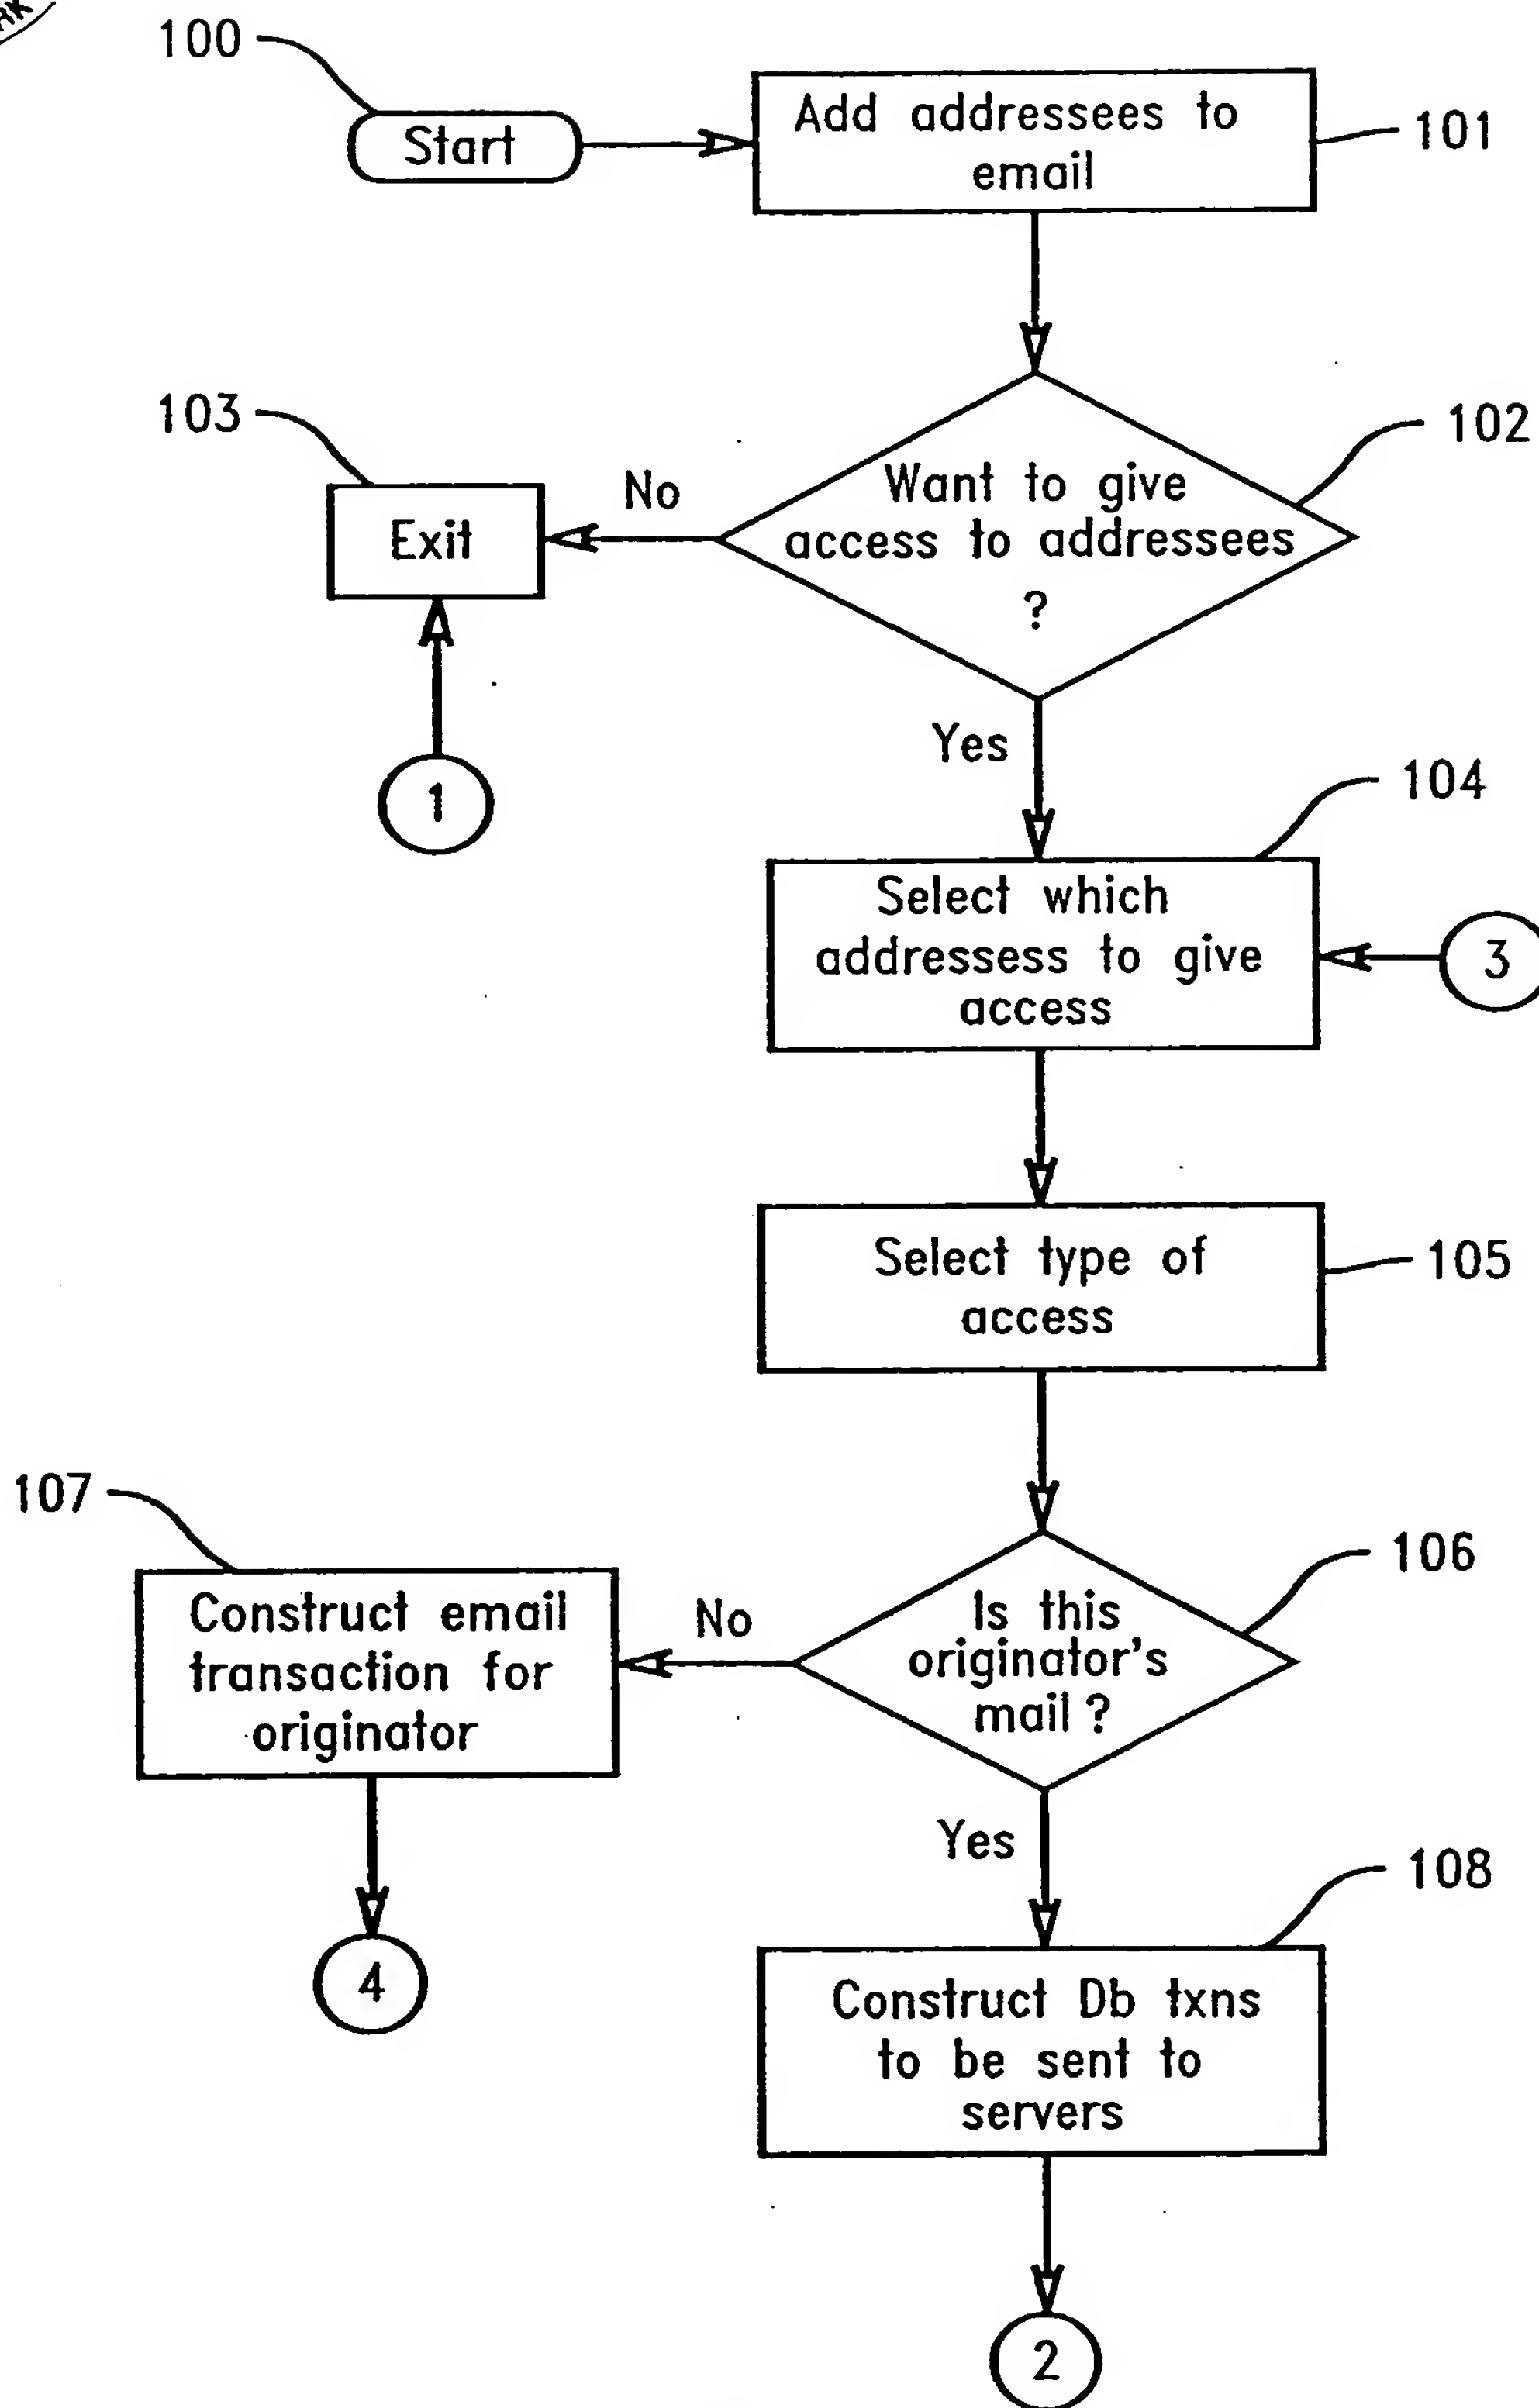 100
Start
Add addressees to
email
101
103
Exit
No
Want to give
access to addressees
?
102
1
Yes
104
Select which
addressess to give
access
3
Select type of
access
105
107
Construct email
transaction for
originator
No
Is this
originator's
mail ?
106
4
Yes
108
Construct Db txns
to be sent to
servers
2